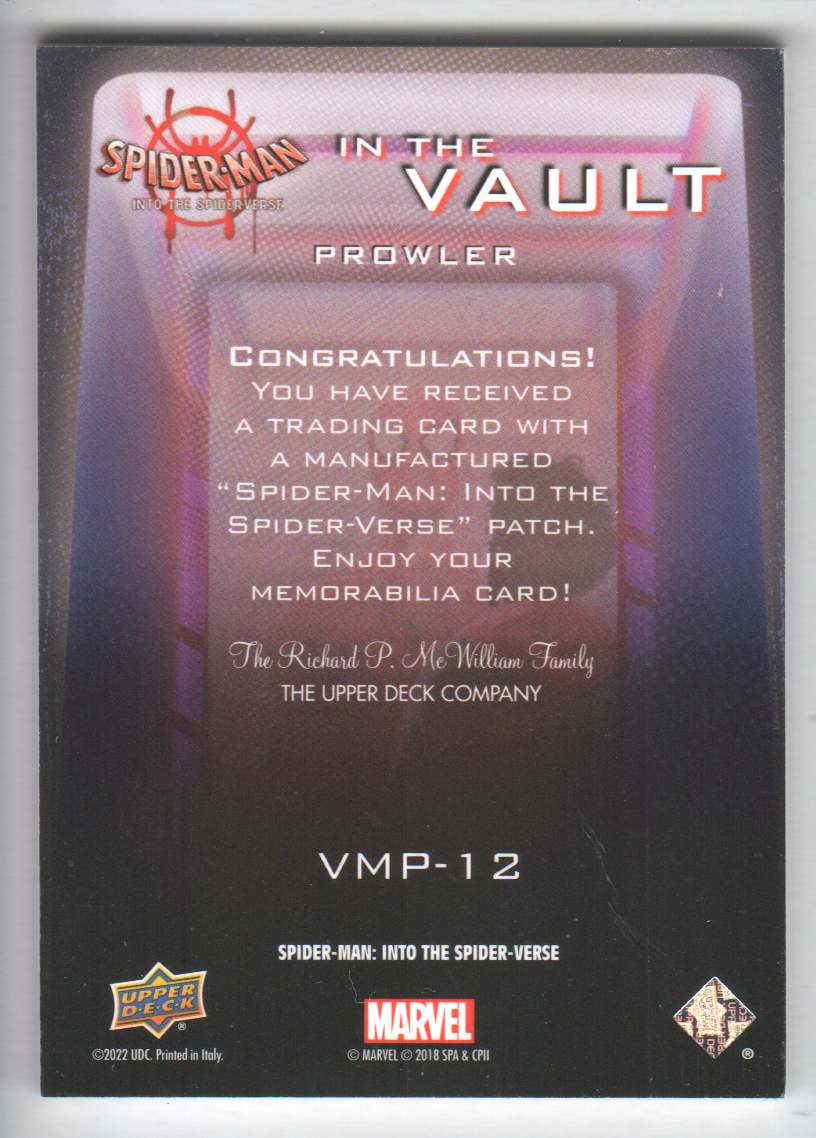 SPIDER-MAN
INTO THE SPIDER-VERSE
IN THE
VAULT
PROWLER
CONGRATULATIONS!
YOU HAVE RECEIVED
A TRADING CARD WITH
A MANUFACTURED
“SPIDER-MAN: INTO THE
SPIDER-VERSE” PATCH.
ENJOY YOUR
MEMORABILIA CARD!
The Richard P. McWilliam Family
THE UPPER DECK COMPANY
VMP-12
SPIDER-MAN: INTO THE SPIDER-VERSE
UPPER
D·E·C·K
®
©2022 UDC. Printed in Italy.
MARVEL
© MARVEL © 2018 SPA & CPII
®